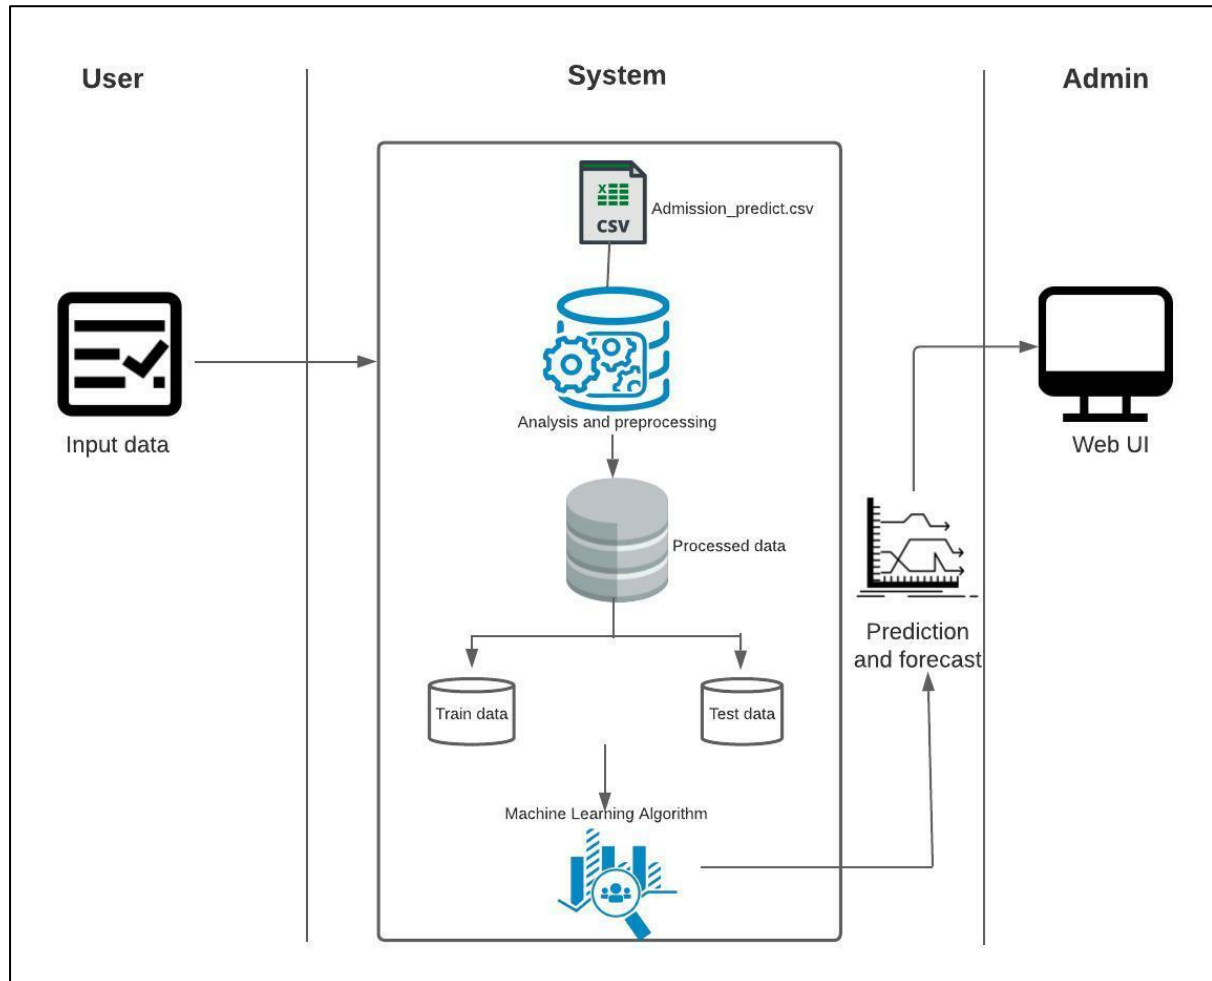 User
System
Admin
X
CSV
Admission_predict.csv
Input data
Analysis and preprocessing
Web UI
Processed data
Prediction
and forecast
Train data
Test data
Machine Learning Algorithm